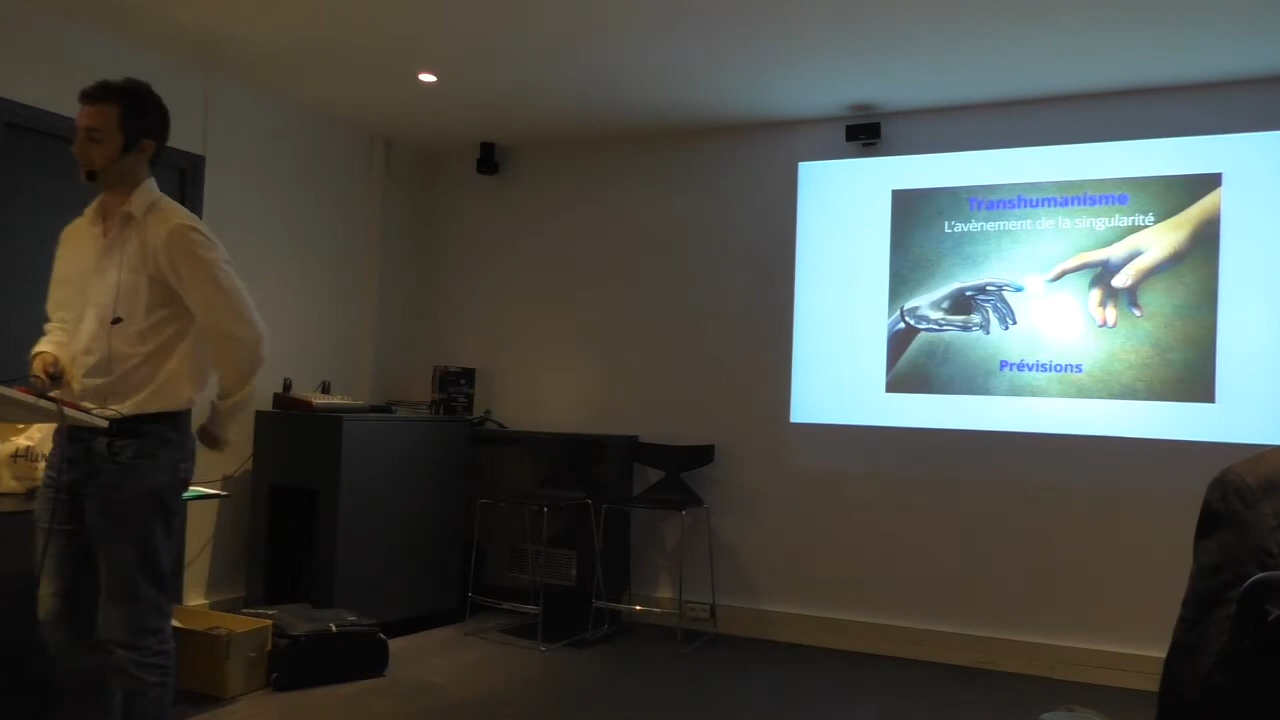 Transhumanisme
L'avènement de la singularité
Prévisions